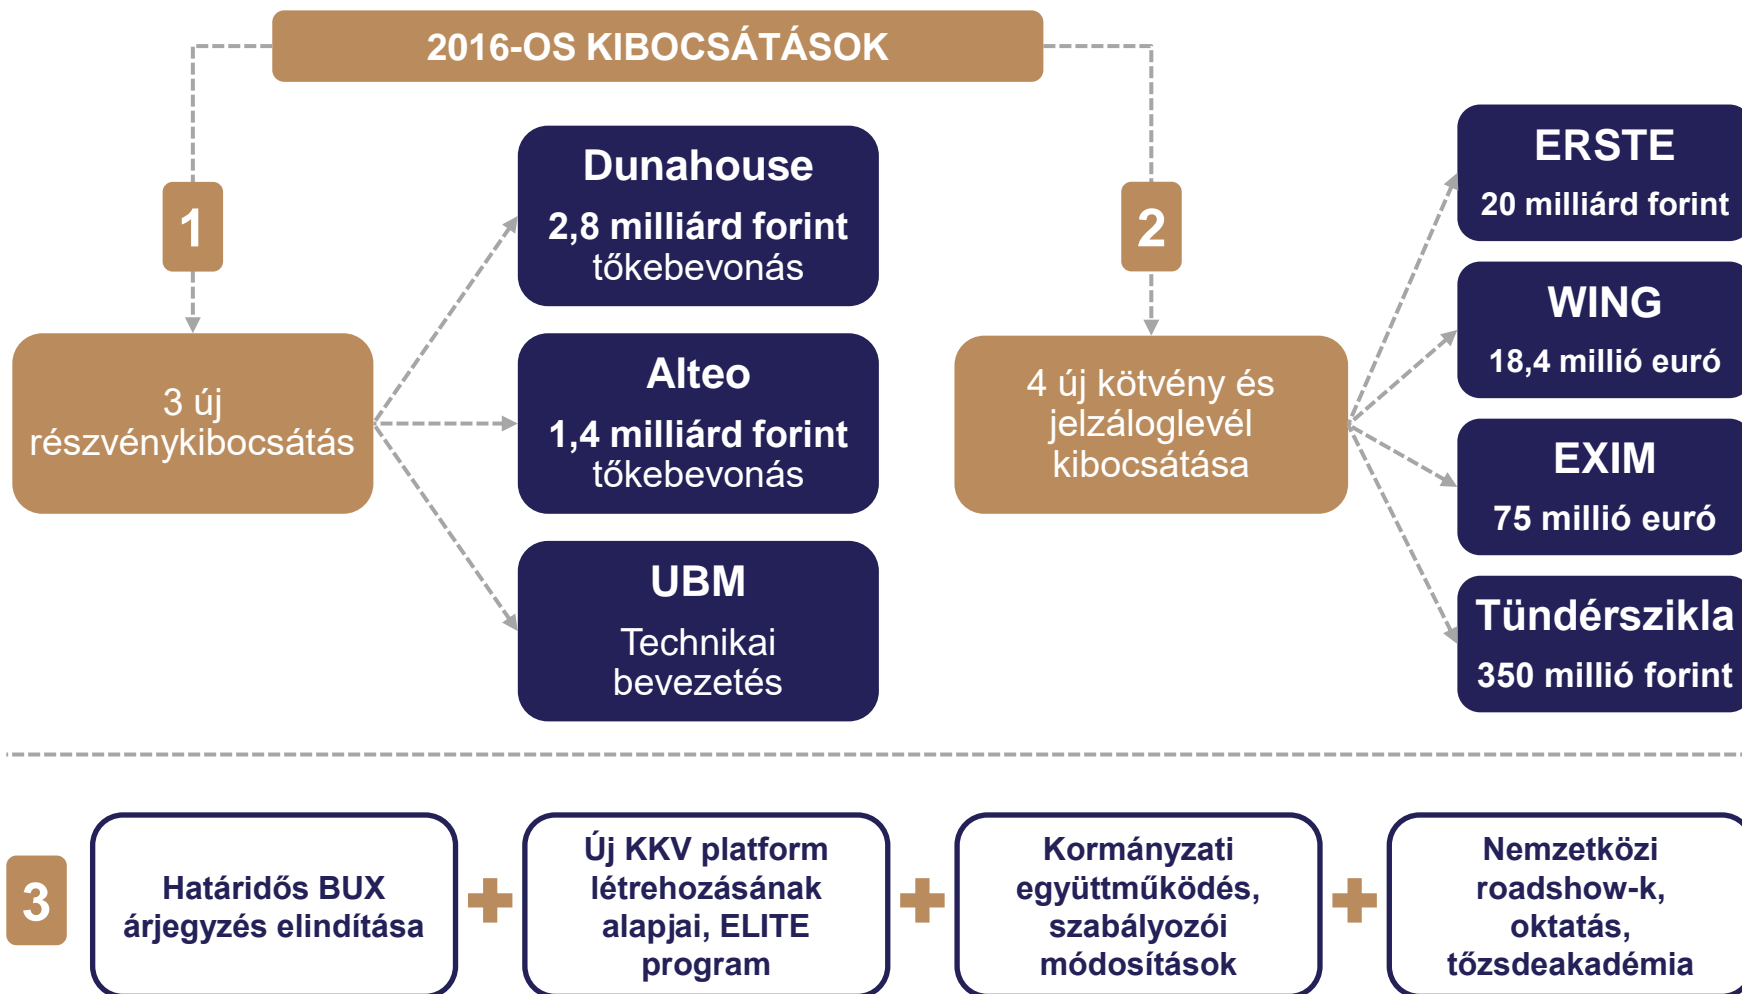 2016-OS KIBOCSÁTÁSOK
1
3 új
részvénykibocsátás
Dunahouse
2,8 milliárd forint
tőkebevonás
Alteo
1,4 milliárd forint
tőkebevonás
UBM
Technikai
bevezetés
2
4 új kötvény és
jelzáloglevél
kibocsátása
ERSTE
20 milliárd forint
WING
18,4 millió euró
EXIM
75 millió euró
Tündérszikla
350 millió forint
3
Határidős BUX
árjegyzés elindítása
Új KKV platform
létrehozásának
alapjai, ELITE
program
Kormányzati
együttműködés,
szabályozói
módosítások
Nemzetközi
roadshow-k,
oktatás,
tőzsdeakadémia